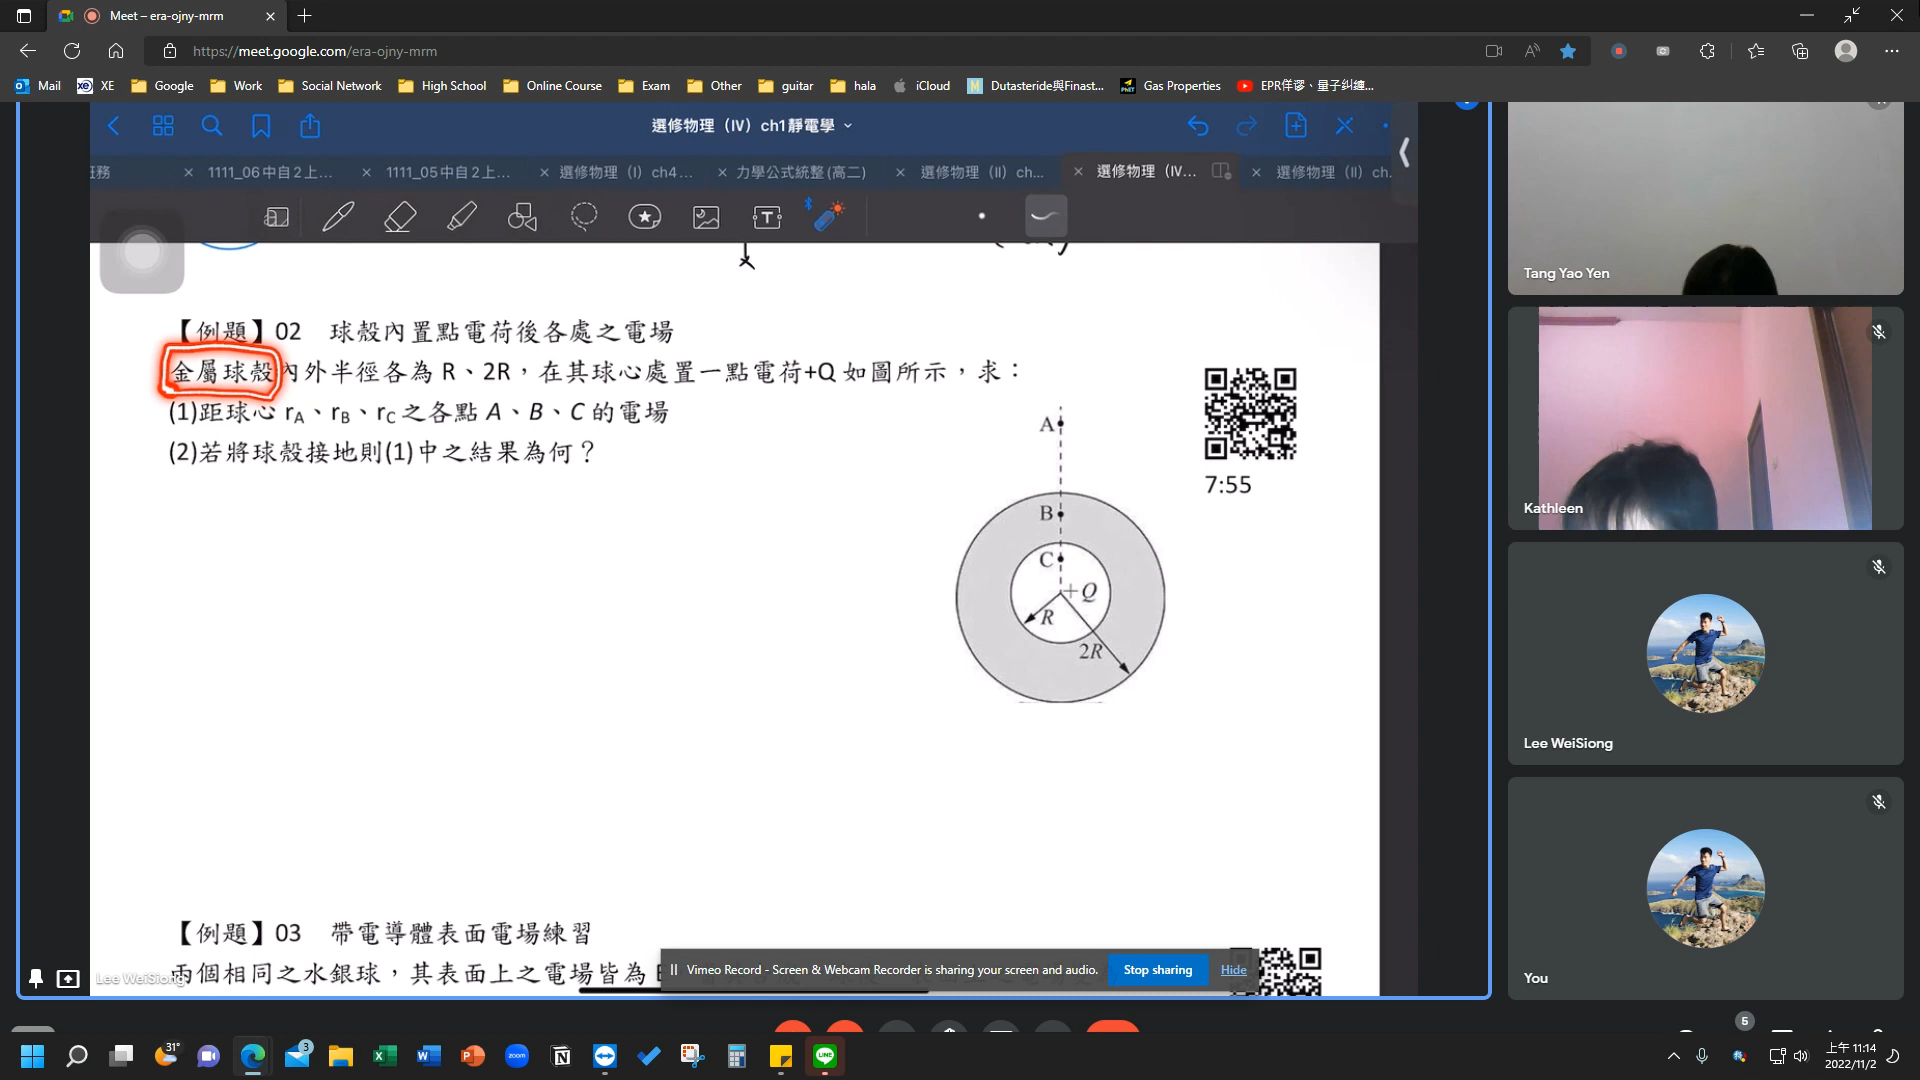 Meet – era-ojny-mrm
https://meet.google.com/era-ojny-mrm
Mail XE Google Work Social Network High School Online Course Exam Other guitar hala iCloud Dutasteride與Finast... Gas Properties EPR佯谬、量子糾纏...
選修物理（IV）ch1靜電學
1111_06中自2上... 1111_05中自2上... 選修物理（I）ch4... 力學公式統整(高二) 選修物理（II）ch... 選修物理（IV... 選修物理（II）ch.
【例題】02 球殼內置點電荷後各處之電場
金屬球殼內外半徑各為 R、2R，在其球心處置一點電荷+Q 如圖所示，求：
(1)距球心 rA、rB、rC 之各點 A、B、C 的電場
(2)若將球殼接地則(1)中之結果為何？
7:55
A
B
C
+Q
R
2R
【例題】03 帶電導體表面電場練習
兩個相同之水銀球，其表面上之電場皆為
Lee WeiSiong
Vimeo Record - Screen & Webcam Recorder is sharing your screen and audio. Stop sharing Hide
Tang Yao Yen
Kathleen
Lee WeiSiong
You
5
31°
3
zoom
LINE
上午 11:14
2022/11/2